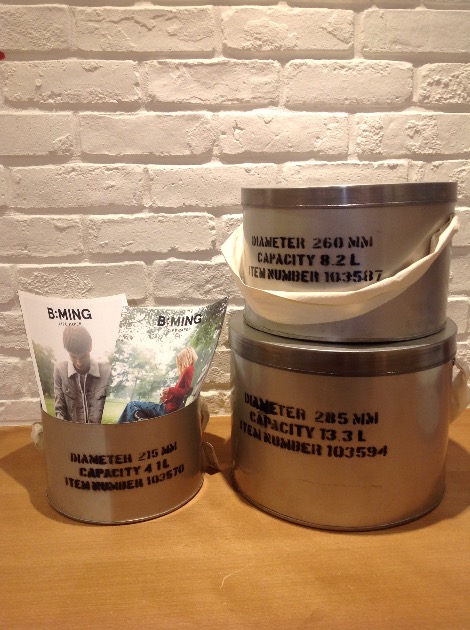 DIAMETER 260 MM
CAPACITY 8.2 L
ITEM NUMBER 103587
B:MING
B:MING
DIAMETER 285 MM
CAPACITY 13.3 L
ITEM NUMBER 103594
DIAMETER 215 MM
CAPACITY 4.1L
ITEM NUMBER 103570